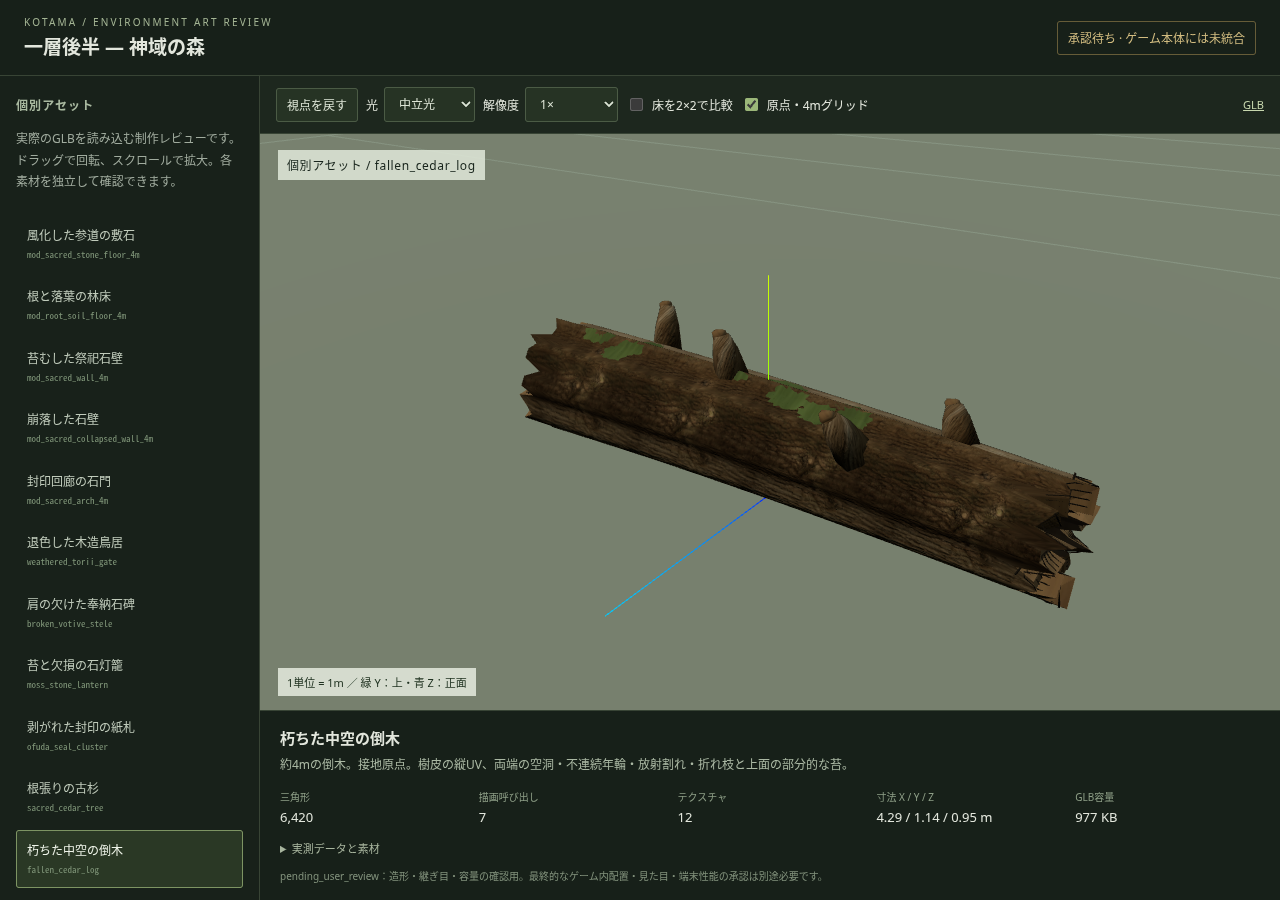 KOTAMA / ENVIRONMENT ART REVIEW
一層後半 — 神域の森
承認待ち · ゲーム本体には未統合
個別アセット
実際のGLBを読み込む制作レビューです。
ドラッグで回転、スクロールで拡大。各
素材を独立して確認できます。
風化した参道の敷石
mod_sacred_stone_floor_4m
根と落葉の林床
mod_root_soil_floor_4m
苔むした祭祀石壁
mod_sacred_wall_4m
崩落した石壁
mod_sacred_collapsed_wall_4m
封印回廊の石門
mod_sacred_arch_4m
退色した木造鳥居
weathered_torii_gate
肩の欠けた奉納石碑
broken_votive_stele
苔と欠損の石灯籠
moss_stone_lantern
剥がれた封印の紙札
ofuda_seal_cluster
根張りの古杉
sacred_cedar_tree
朽ちた中空の倒木
fallen_cedar_log
視点を戻す 光 中立光 解像度 1× 床を2×2で比較 原点・4mグリッド GLB
個別アセット / fallen_cedar_log
1単位 = 1m ／ 緑 Y：上・青 Z：正面
朽ちた中空の倒木
約4mの倒木。接地原点。樹皮の縦UV、両端の空洞・不連続年輪・放射割れ・折れ枝と上面の部分的な苔。
三角形 描画呼び出し テクスチャ 寸法 X / Y / Z GLB容量
6,420 7 12 4.29 / 1.14 / 0.95 m 977 KB
▶ 実測データと素材
pending_user_review：造形・継ぎ目・容量の確認用。最終的なゲーム内配置・見た目・端末性能の承認は別途必要です。